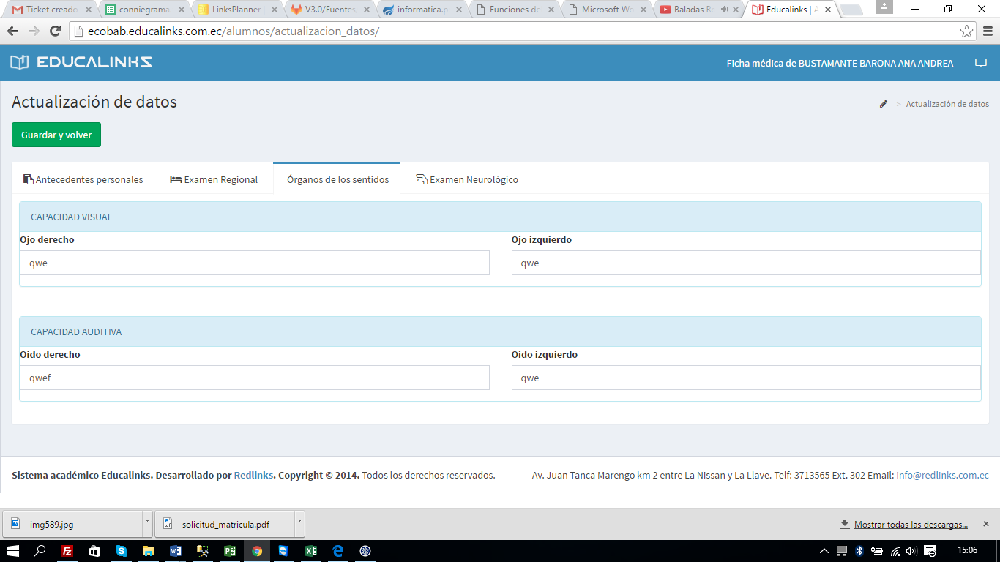 Ticket creado
conniegrama
LinksPlanner
V3.0/Fuentes
informatica.p
Funciones de
Microsoft Wo
Baladas Ro
Educalinks | A
ecobab.educalinks.com.ec/alumnos/actualizacion_datos/
EDUCALINKS
Ficha médica de BUSTAMANTE BARONA ANA ANDREA
Actualización de datos
> Actualización de datos
Guardar y volver
Antecedentes personales
Examen Regional
Órganos de los sentidos
Examen Neurológico
CAPACIDAD VISUAL
Ojo derecho
Ojo izquierdo
qwe
qwe
CAPACIDAD AUDITIVA
Oido derecho
Oido izquierdo
qwef
qwe
Sistema académico Educalinks. Desarrollado por Redlinks. Copyright © 2014. Todos los derechos reservados.
Av. Juan Tanca Marengo km 2 entre La Nissan y La Llave. Telf: 3713565 Ext. 302 Email: info@redlinks.com.ec
img589.jpg
solicitud_matricula.pdf
Mostrar todas las descargas...
15:06